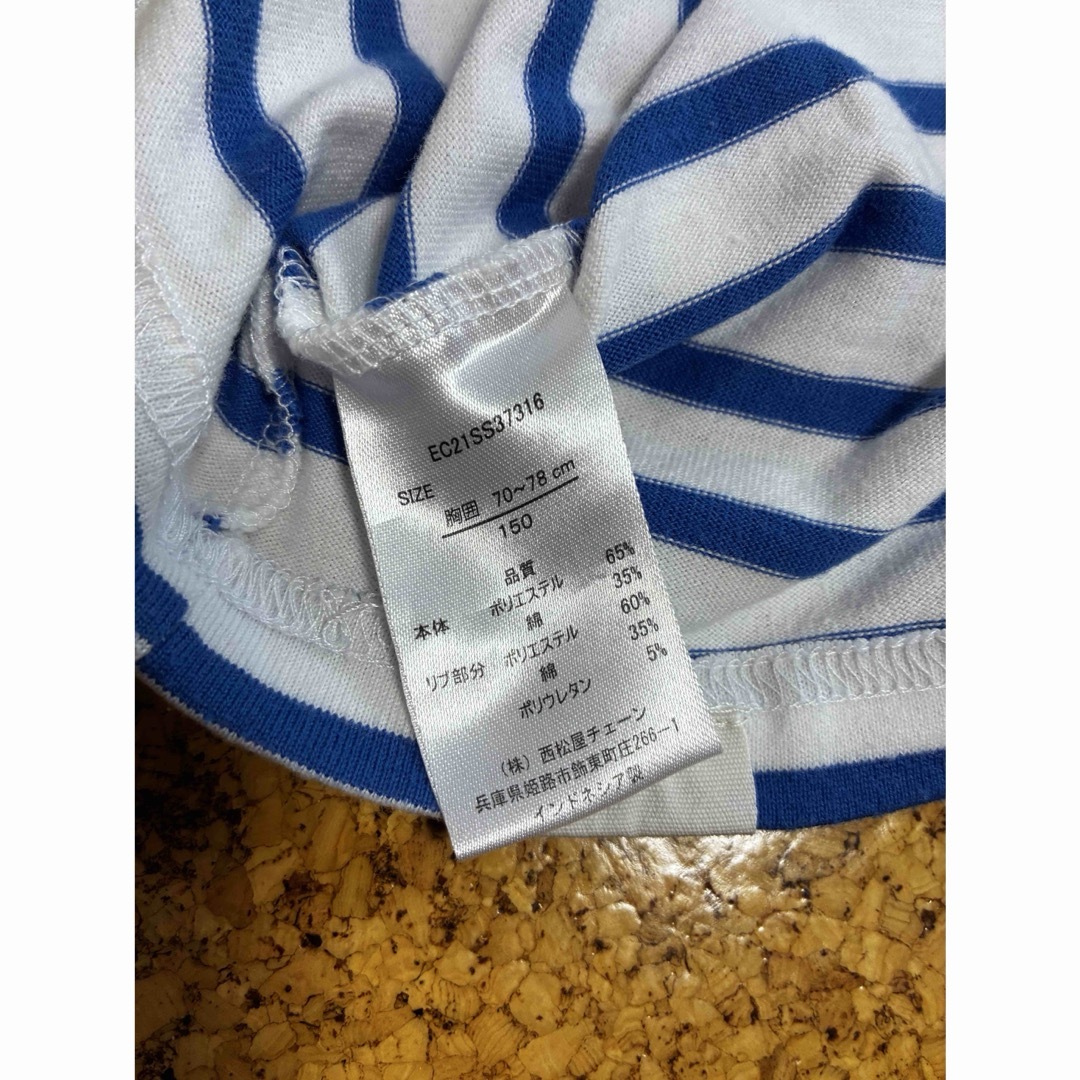 EC21SS37316
SIZE
胸囲 70~78 cm
150
品質
本体 ポリエステル 65%
綿 35%
リブ部分 ポリエステル 60%
綿 35%
ポリウレタン 5%
(株) 西松屋チェーン
兵庫県姫路市飾東町庄266-1
インドネシア製